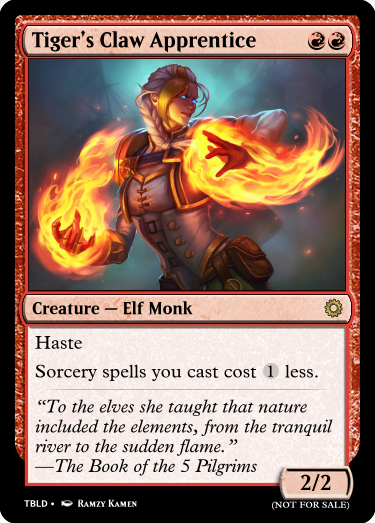 Tiger's Claw Apprentice
Creature — Elf Monk
Haste
Sorcery spells you cast cost 1 less.
“To the elves she taught that nature
included the elements, from the tranquil
river to the sudden flame.”
—The Book of the 5 Pilgrims
2/2
TBLD • Ramzy Kamen
(NOT FOR SALE)